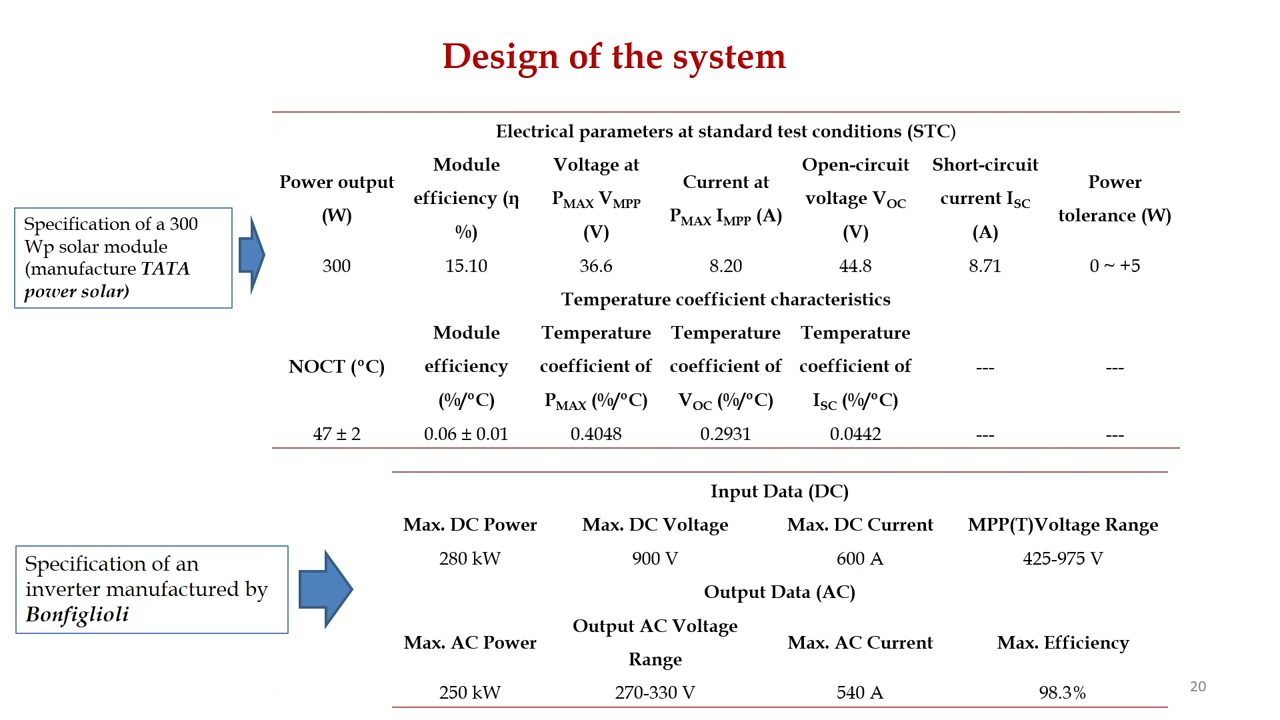 Design of the system
Specification of a 300
Wp solar module
(manufacture TATA
power solar)
Electrical parameters at standard test conditions (STC)
Power output
(W)
Module
efficiency (η
%)
Voltage at
PMAX VMPP
(V)
Current at
PMAX IMPP (A)
Open-circuit
voltage VOC
(V)
Short-circuit
current ISC
(A)
Power
tolerance (W)
300 15.10 36.6 8.20 44.8 8.71 0 ~ +5
Temperature coefficient characteristics
NOCT (°C)
Module
efficiency
(%/°C)
Temperature
coefficient of
PMAX (%/°C)
Temperature
coefficient of
VOC (%/°C)
Temperature
coefficient of
ISC (%/°C)
--- ---
47 ± 2 0.06 ± 0.01 0.4048 0.2931 0.0442 --- ---
Specification of an
inverter manufactured by
Bonfiglioli
Input Data (DC)
Max. DC Power Max. DC Voltage Max. DC Current MPP(T)Voltage Range
280 kW 900 V 600 A 425-975 V
Output Data (AC)
Max. AC Power
Output AC Voltage
Range
Max. AC Current
Max. Efficiency
250 kW 270-330 V 540 A 98.3%
20